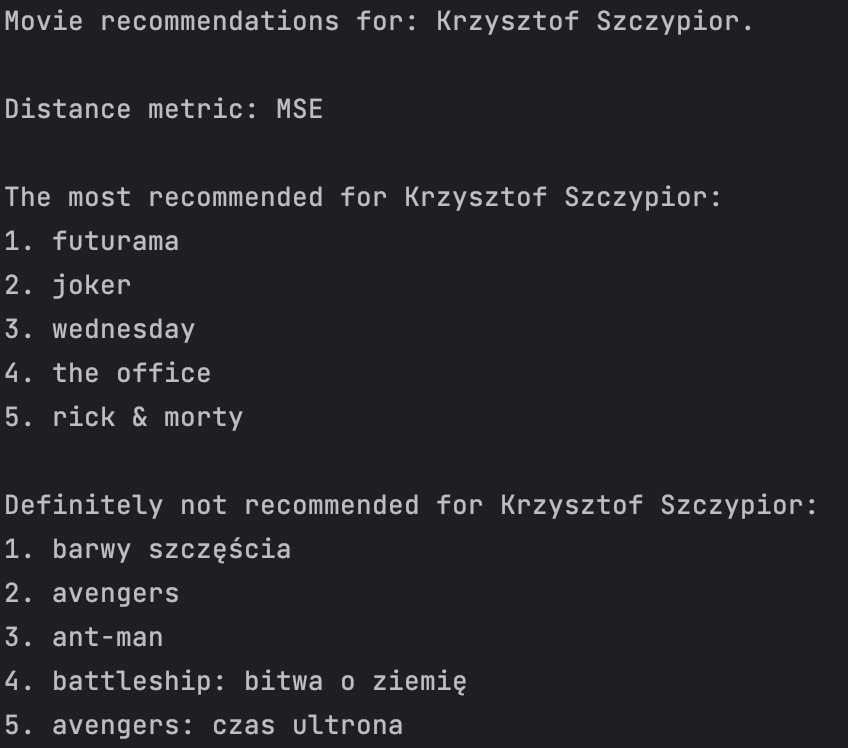 Movie recommendations for: Krzysztof Szczypior.
Distance metric: MSE
The most recommended for Krzysztof Szczypior:
1. futurama
2. joker
3. wednesday
4. the office
5. rick & morty
Definitely not recommended for Krzysztof Szczypior:
1. barwy szczęścia
2. avengers
3. ant-man
4. battleship: bitwa o ziemię
5. avengers: czas ultrona